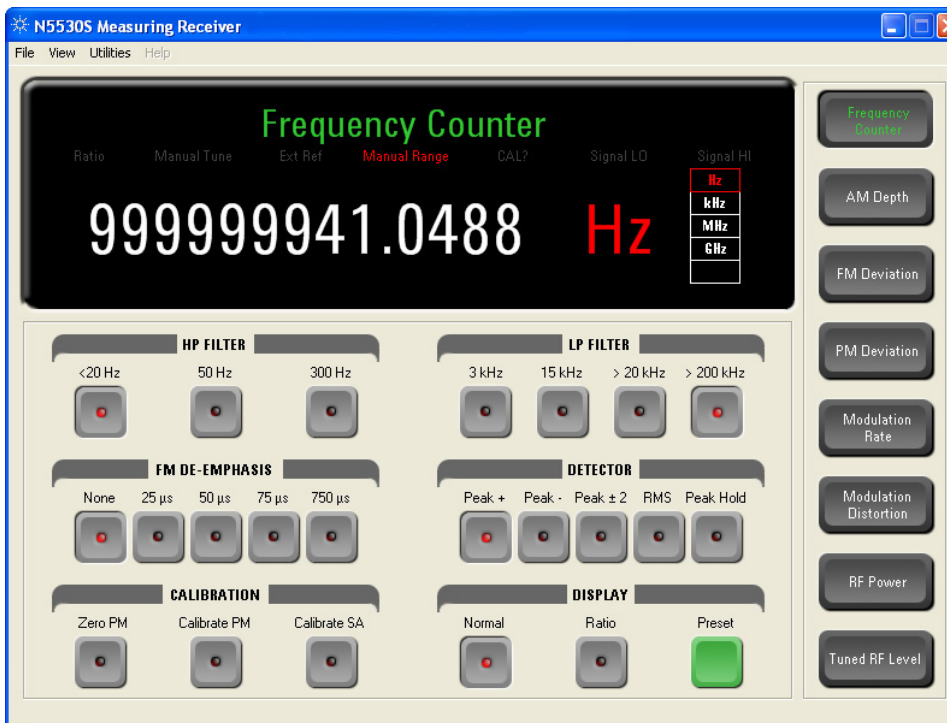 N5530S Measuring Receiver
File View Utilities Help
Frequency Counter
Ratio Manual Tune Ext Ref Manual Range CAL? Signal LO Signal HI
999999941.0488 Hz
Hz
kHz
MHz
GHz
HP FILTER
<20 Hz 50 Hz 300 Hz
LP FILTER
3 kHz 15 kHz > 20 kHz > 200 kHz
FM DE-EMPHASIS
None 25 µs 50 µs 75 µs 750 µs
DETECTOR
Peak + Peak - Peak ± 2 RMS Peak Hold
CALIBRATION
Zero PM Calibrate PM Calibrate SA
DISPLAY
Normal Ratio Preset
Frequency
Counter
AM Depth
FM Deviation
PM Deviation
Modulation
Rate
Modulation
Distortion
RF Power
Tuned RF Level